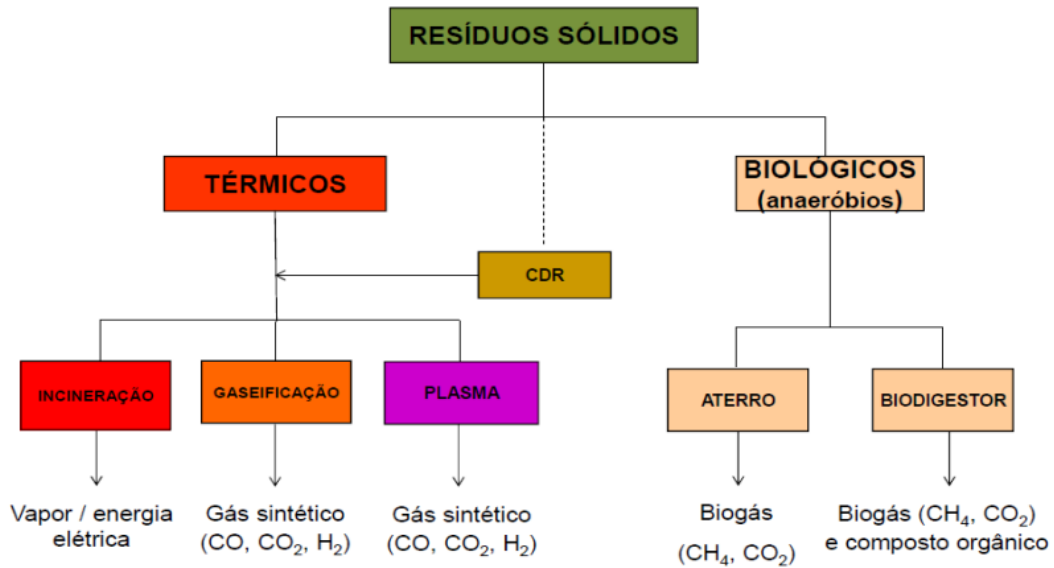 RESÍDUOS SÓLIDOS
TÉRMICOS
BIOLÓGICOS
(anaeróbios)
CDR
INCINERAÇÃO
GASEIFICAÇÃO
PLASMA
ATERRO
BIODIGESTOR
Vapor / energia
elétrica
Gás sintético
(CO, CO₂, H₂)
Gás sintético
(CO, CO₂, H₂)
Biogás
(CH₄, CO₂)
Biogás (CH₄, CO₂)
e composto orgânico